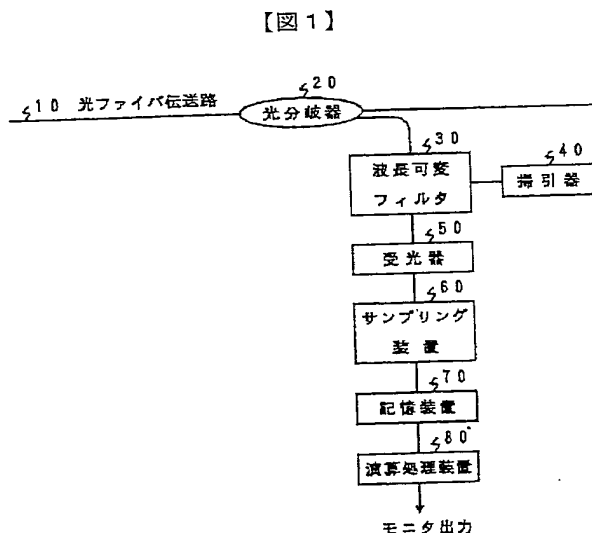 【図1】
10 光ファイバ伝送路
20
光分岐器
30
波長可変
フィルタ
40
掃引器
50
受光器
60
サンプリング
装置
70
記憶装置
80
演算処理装置
モニタ出力